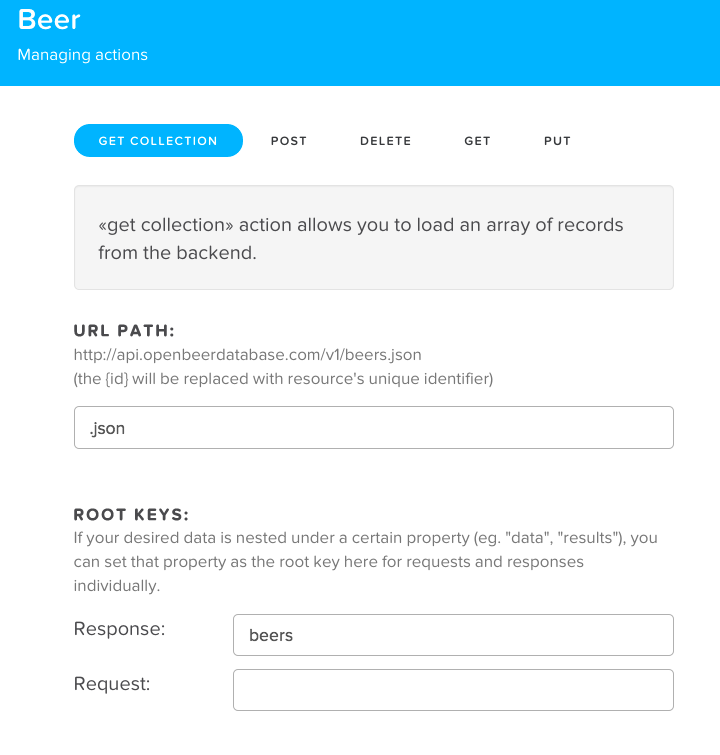 Beer
Managing actions
GET COLLECTION POST DELETE GET PUT
«get collection» action allows you to load an array of records
from the backend.
URL PATH:
http://api.openbeerdatabase.com/v1/beers.json
(the {id} will be replaced with resource's unique identifier)
.json
ROOT KEYS:
If your desired data is nested under a certain property (eg. "data", "results"), you
can set that property as the root key here for requests and responses
individually.
Response: beers
Request: